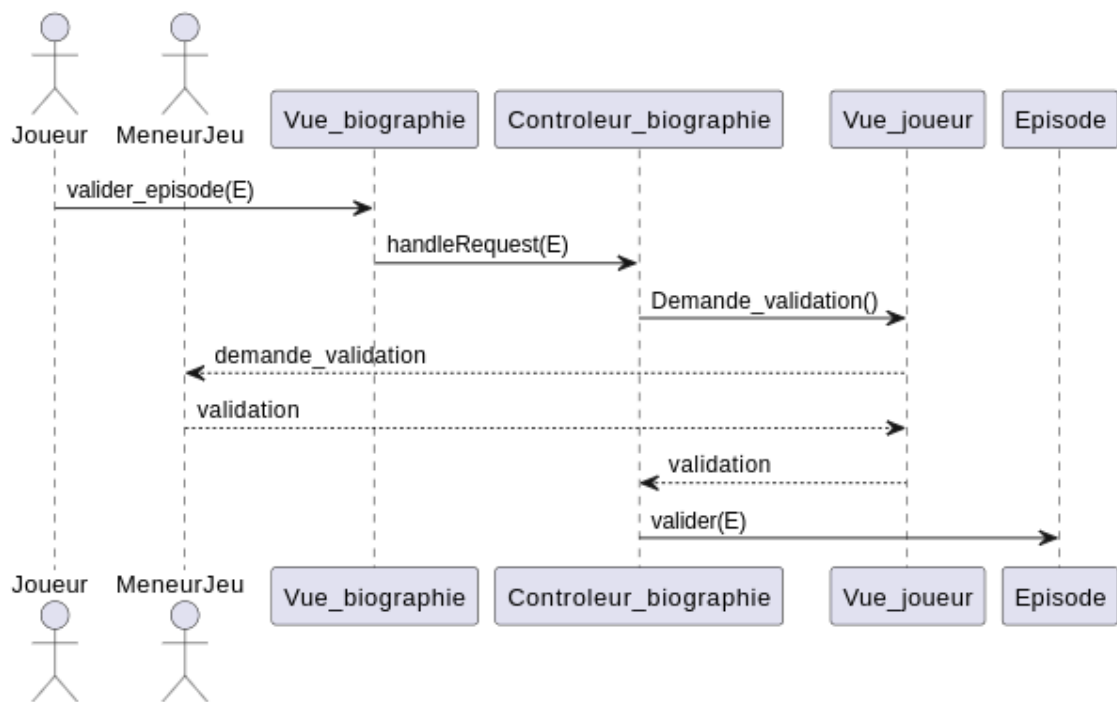 Joueur
MeneurJeu
Vue_biographie
Controleur_biographie
Vue_joueur
Episode
valider_episode(E)
handleRequest(E)
Demande_validation()
demande_validation
validation
validation
valider(E)
Joueur
MeneurJeu
Vue_biographie
Controleur_biographie
Vue_joueur
Episode